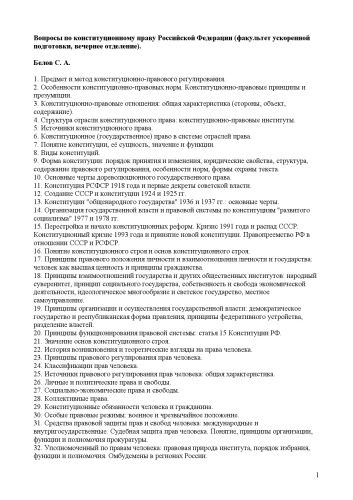 Вопросы по конституционному праву Российской Федерации (факультет ускоренной
подготовки, вечернее отделение).
Белов С. А.
1. Предмет и метод конституционно-правового регулирования.
2. Особенности конституционно-правовых норм. Конституционно-правовые принципы и
презумпции.
3. Конституционно-правовые отношения: общая характеристика (стороны, объект,
содержание).
4. Структура отрасли конституционного права: конституционно-правовые институты.
5. Источники конституционного права.
6. Конституционное (государственное) право в системе отраслей права.
7. Понятие конституции, её сущность, значение и функции.
8. Виды конституций.
9. Форма конституции: порядок принятия и изменения, юридические свойства, структура,
содержание правового регулирования, особенности норм, формы охраны текста.
10. Основные черты дореволюционного государственного права.
11. Конституция РСФСР 1918 года и первые декреты советской власти.
12. Создание СССР и конституции 1924 и 1925 гг.
13. Конституции "общенародного государства" 1936 и 1937 гг.: основные черты.
14. Организация государственной власти и правовой системы по конституциям "развитого
социализма" 1977 и 1978 гг.
15. Перестройка и начало конституционных реформ. Кризис 1991 года и распад СССР.
Конституционный кризис 1993 года и принятие новой конституции. Правопреемство РФ в
отношении СССР и РСФСР.
16. Понятие конституционного строя и основ конституционного строя.
17. Принципы правового положения личности и взаимоотношения личности и государства:
человек как высшая ценность и принципы гражданства.
18. Принципы взаимоотношений государства и других общественных институтов: народный
суверенитет, принцип социального государства, собственность и свобода экономической
деятельности, идеологическое многообразие и светское государство, местное
самоуправление.
19. Принципы организации и осуществления государственной власти: демократическое
государство и республиканская форма правления, принципы федеративного устройства,
разделение властей.
20. Принципы функционирования правовой системы: статья 15 Конституции РФ.
21. Значение основ конституционного строя.
22. История возникновения и теоретические взгляды на права человека.
23. Принципы правового регулирования прав человека.
24. Классификации прав человека.
25. Источники правового регулирования прав человека: общая характеристика.
26. Личные и политические права и свободы.
27. Социально-экономические права и свободы.
28. Коллективные права.
29. Конституционные обязанности человека и гражданина.
30. Особые правовые режимы: военное и чрезвычайное положение.
31. Средства правовой защиты прав и свобод человека: международные и
внутригосударственные. Судебная защита прав человека. Понятие, принципы организации,
функции и полномочия прокуратуры.
32. Уполномоченный по правам человека: правовая природа института, порядок избрания,
функции и полномочия. Омбудсмены в регионах России.
1